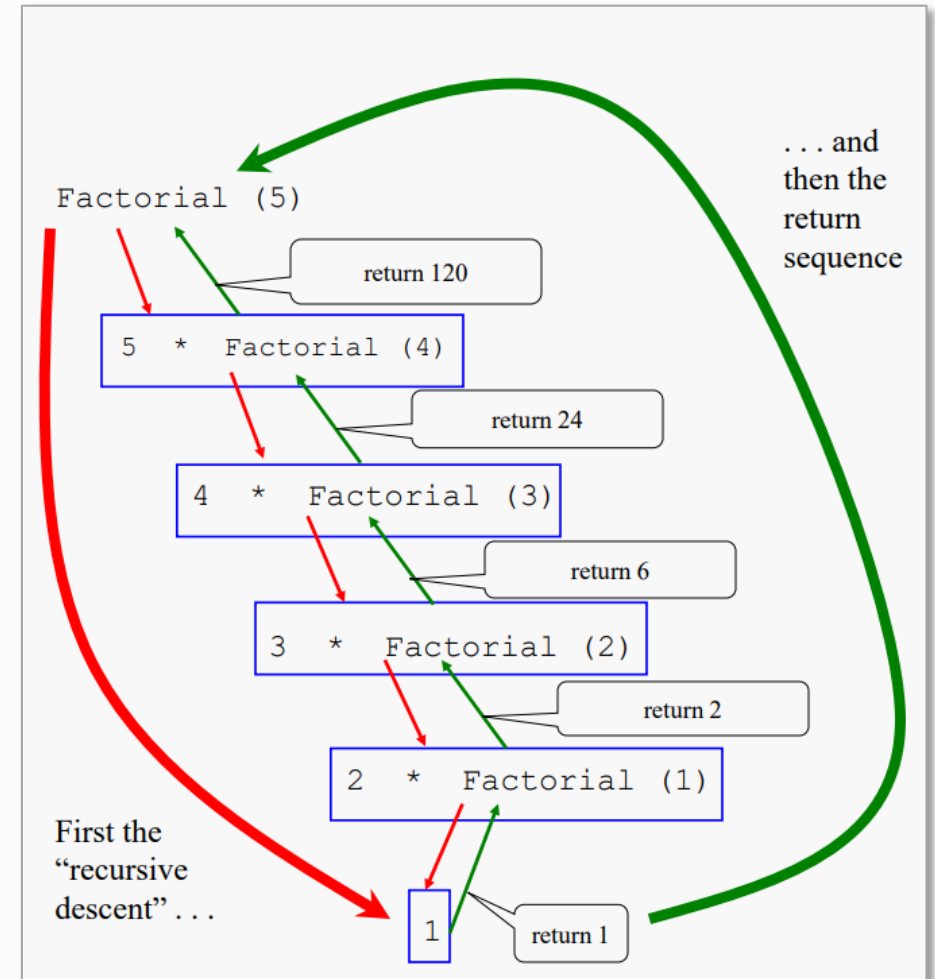 . . . and
then the
return
sequence
Factorial (5)
return 120
5 * Factorial (4)
return 24
4 * Factorial (3)
return 6
3 * Factorial (2)
return 2
2 * Factorial (1)
First the
“recursive
descent” . . .
1
return 1